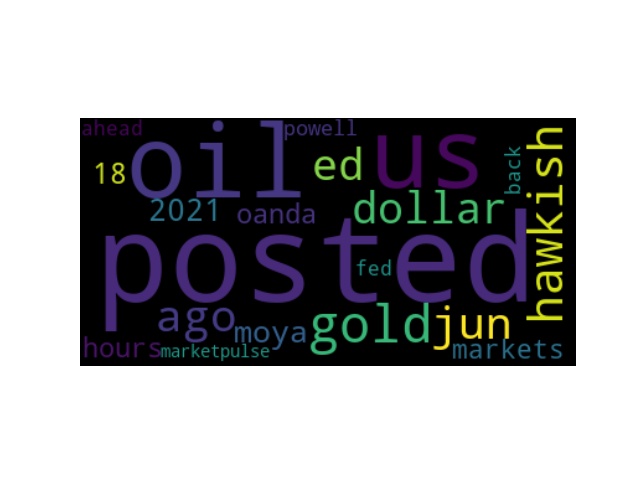 ahead
powell
oil
us
18
ed
back
hawkish
2021
oanda
dollar
posted
fed
ago
moya
gold
jun
hours
marketpulse
markets